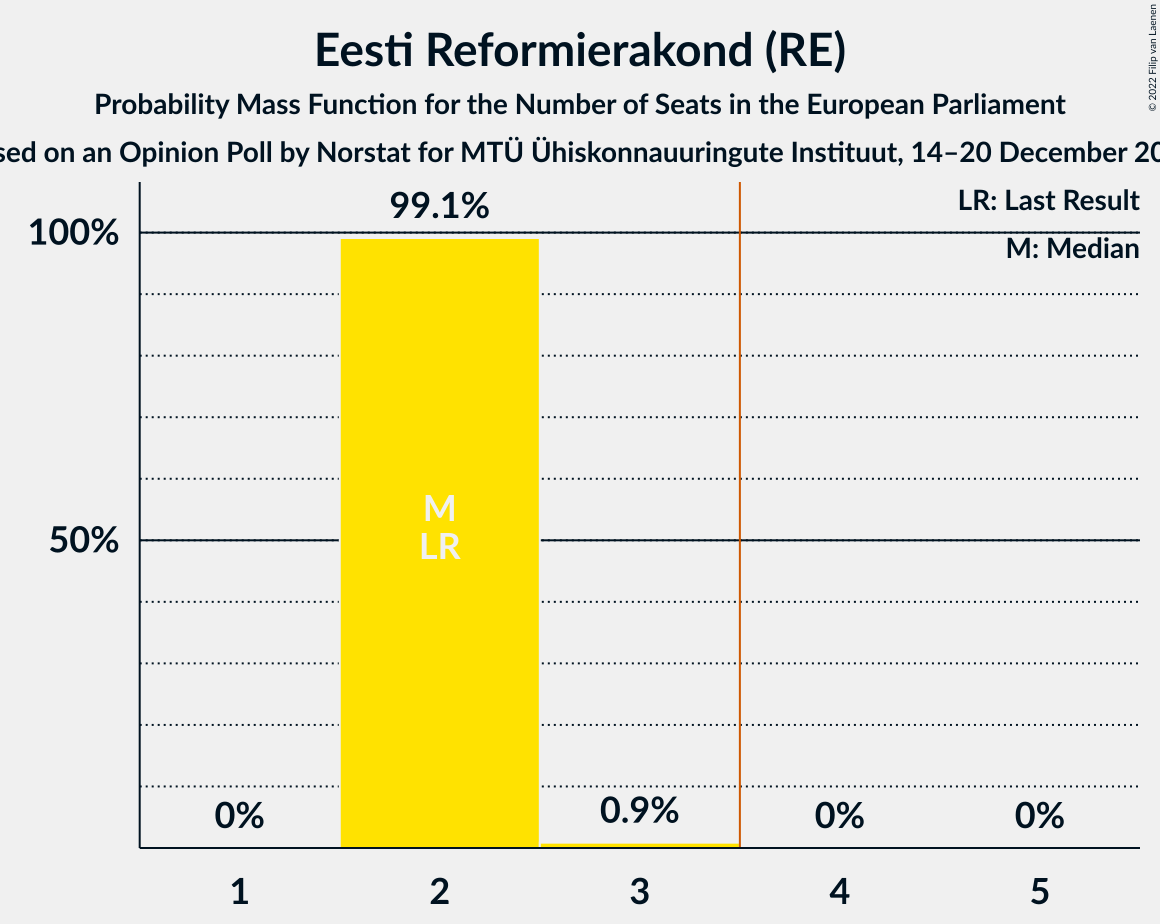 Eesti Reformierakond (RE)
Probability Mass Function for the Number of Seats in the European Parliament
sed on an Opinion Poll by Norstat for MTÜ Ühiskonnauuringute Instituut, 14–20 December 20
© 2022 Filip van Laenen
LR: Last Result
M: Median
99.1%
100%
50%
M
LR
0%
0.9%
0%
0%
1
2
3
4
5